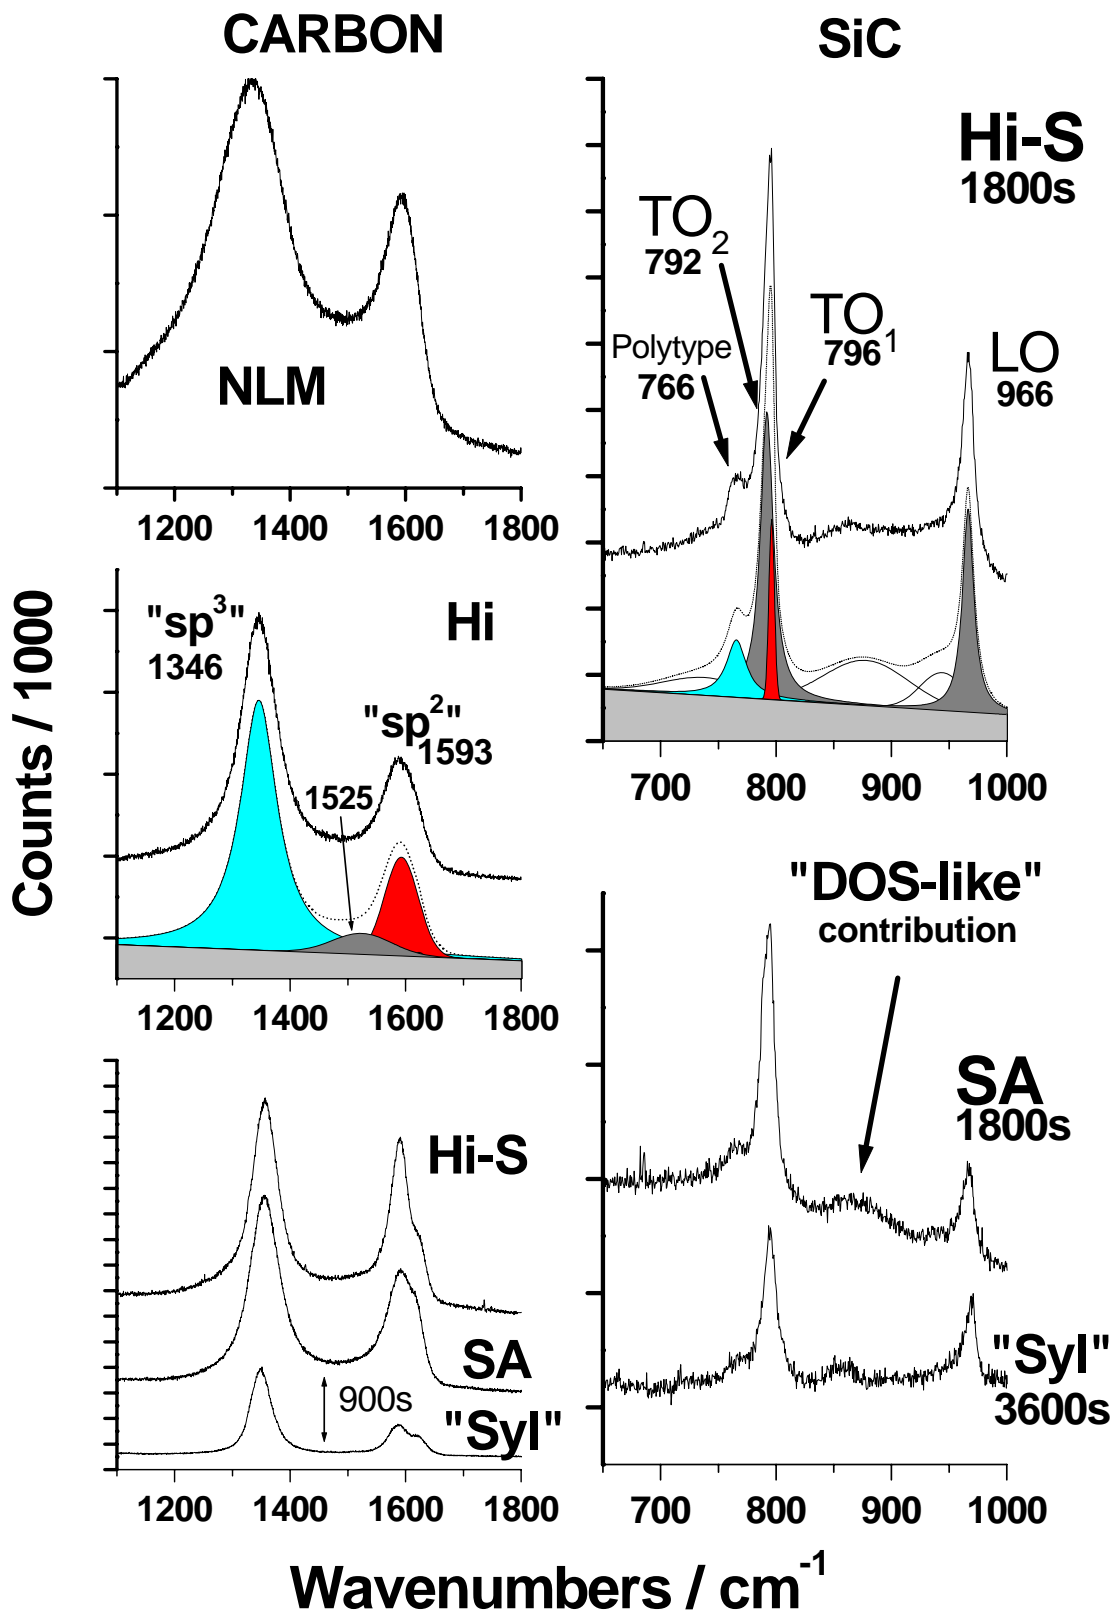 CARBON
NLM
1200 1400 1600 1800
"sp³"
1346
Hi
"sp²"
1593
1525
1200 1400 1600 1800
Hi-S
SA
900s
"Syl"
1200 1400 1600 1800
SiC
Hi-S
1800s
TO₂
792
TO₁
796
Polytype
766
LO
966
700 800 900 1000
"DOS-like"
contribution
SA
1800s
"Syl"
3600s
700 800 900 1000
Counts / 1000
Wavenumbers / cm⁻¹